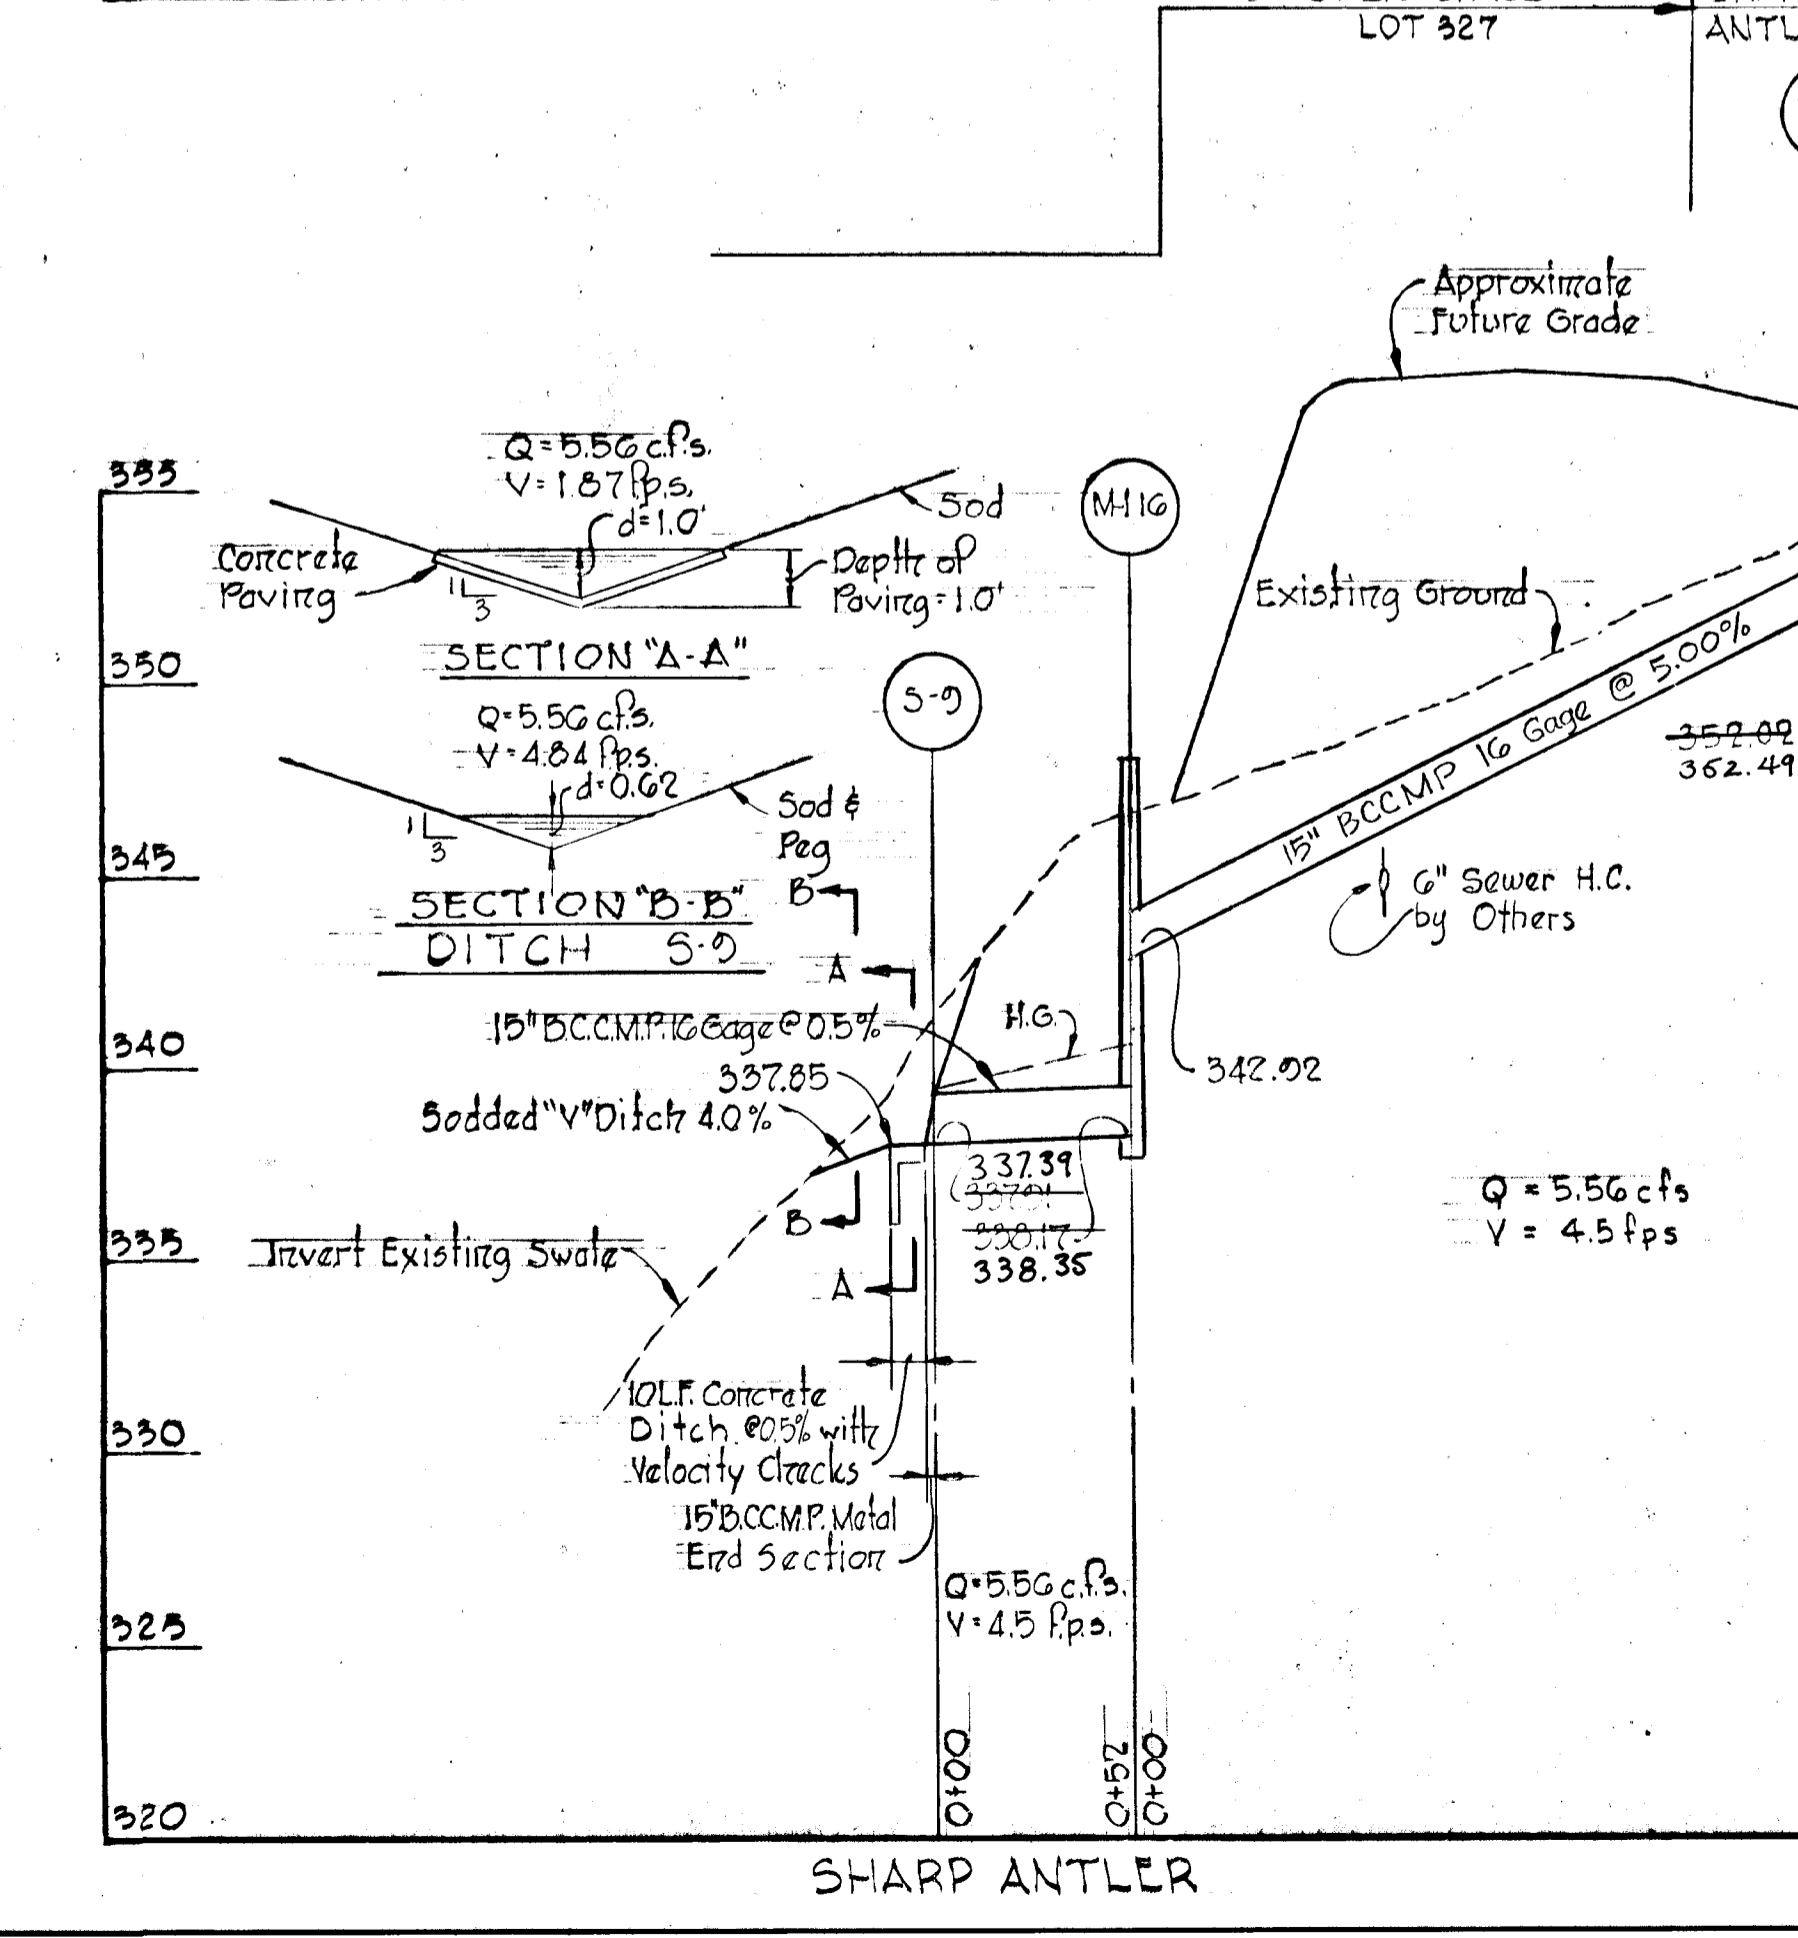 LOT 327
ANTL
Approximate
Future Grade
Q = 5.56 c.f.s.
V = 1.87 f.p.s.
d = 1.0'
Sod
Concrete
Paving
1
3
Depth of
Paving = 1.0'
SECTION "A-A"
M-116
Existing Ground
15" BCCMP 16 Gage @ 5.00%
352.02
352.49
S-9
Q = 5.56 c.f.s.
V = 4.84 f.p.s.
d = 0.62
1
3
Sod &
Peg
SECTION "B-B"
DITCH S-9
B
A
6" Sewer H.C.
by Others
15" B.C.C.M.P. 16 Gage @ 0.5%
H.G.
342.92
337.85
Sodded "V" Ditch 4.0%
337.39
337.91
338.17
338.35
B
A
Invert Existing Swale
Q = 5.56 cfs
V = 4.5 fps
10 L.F. Concrete
Ditch @ 0.5% with
Velocity Checks
15" B.C.C.M.P. Metal
End Section
Q = 5.56 c.f.s.
V = 4.5 f.p.s.
355
350
345
340
335
330
325
320
0+00
0+52
0+00
SHARP ANTLER